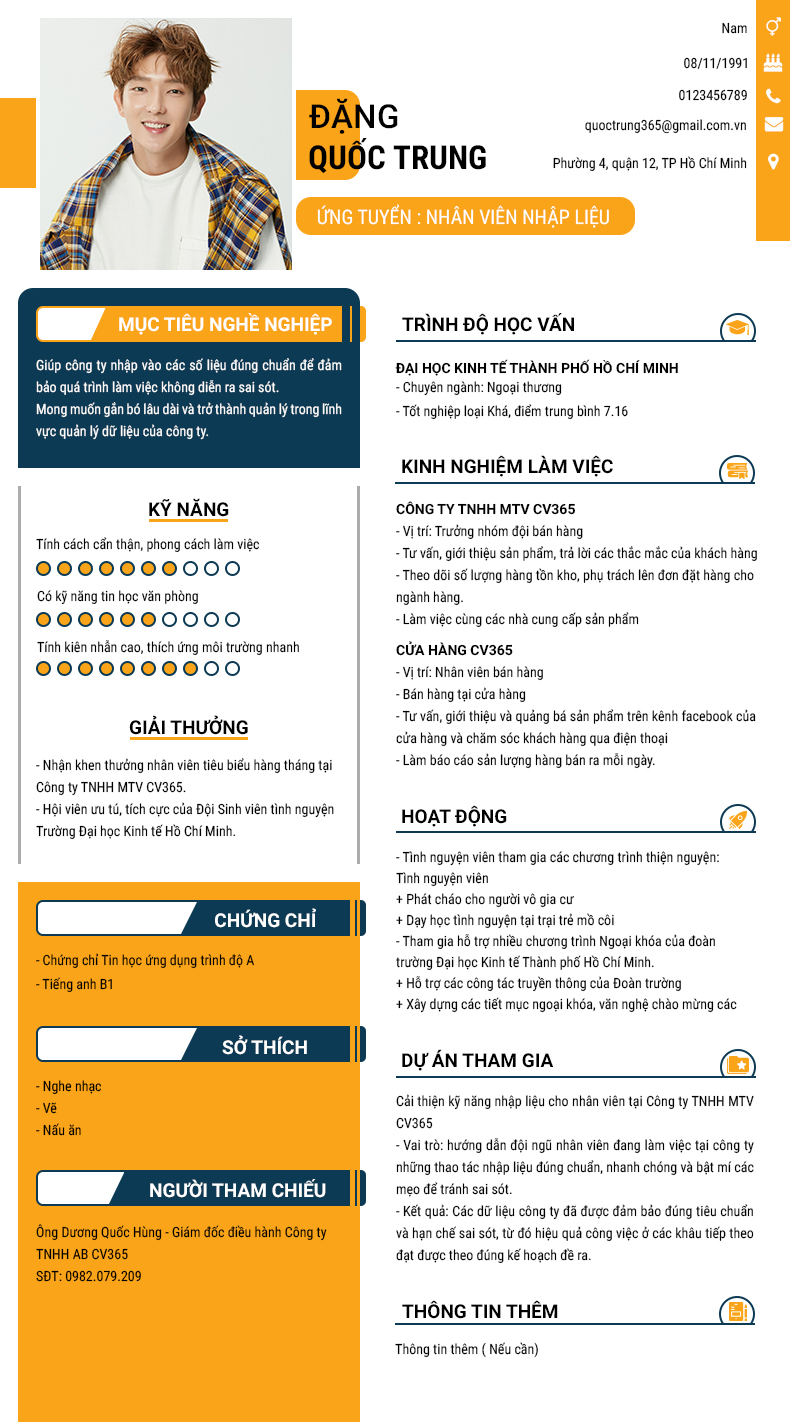 Nam
08/11/1991
0123456789
quoctrung365@gmail.com.vn
Phường 4, quận 12, TP Hồ Chí Minh
ĐẶNG
QUỐC TRUNG
ỨNG TUYỂN : NHÂN VIÊN NHẬP LIỆU
MỤC TIÊU NGHỀ NGHIỆP
Giúp công ty nhập vào các số liệu đúng chuẩn để đảm
bảo quá trình làm việc không diễn ra sai sót.
Mong muốn gắn bó lâu dài và trở thành quản lý trong lĩnh
vực quản lý dữ liệu của công ty.
KỸ NĂNG
Tính cách cẩn thận, phong cách làm việc
Có kỹ năng tin học văn phòng
Tính kiên nhẫn cao, thích ứng môi trường nhanh
GIẢI THƯỞNG
- Nhận khen thưởng nhân viên tiêu biểu hàng tháng tại
Công ty TNHH MTV CV365.
- Hội viên ưu tú, tích cực của Đội Sinh viên tình nguyện
Trường Đại học Kinh tế Hồ Chí Minh.
CHỨNG CHỈ
- Chứng chỉ Tin học ứng dụng trình độ A
- Tiếng anh B1
SỞ THÍCH
- Nghe nhạc
- Vẽ
- Nấu ăn
NGƯỜI THAM CHIẾU
Ông Dương Quốc Hùng - Giám đốc điều hành Công ty
TNHH AB CV365
SĐT: 0982.079.209
TRÌNH ĐỘ HỌC VẤN
ĐẠI HỌC KINH TẾ THÀNH PHỐ HỒ CHÍ MINH
- Chuyên ngành: Ngoại thương
- Tốt nghiệp loại Khá, điểm trung bình 7.16
KINH NGHIỆM LÀM VIỆC
CÔNG TY TNHH MTV CV365
- Vị trí: Trưởng nhóm đội bán hàng
- Tư vấn, giới thiệu sản phẩm, trả lời các thắc mắc của khách hàng
- Theo dõi số lượng hàng tồn kho, phụ trách lên đơn đặt hàng cho
ngành hàng.
- Làm việc cùng các nhà cung cấp sản phẩm
CỬA HÀNG CV365
- Vị trí: Nhân viên bán hàng
- Bán hàng tại cửa hàng
- Tư vấn, giới thiệu và quảng bá sản phẩm trên kênh facebook của
cửa hàng và chăm sóc khách hàng qua điện thoại
- Làm báo cáo sản lượng hàng bán ra mỗi ngày.
HOẠT ĐỘNG
- Tình nguyện viên tham gia các chương trình thiện nguyện:
Tình nguyện viên
+ Phát cháo cho người vô gia cư
+ Dạy học tình nguyện tại trại trẻ mồ côi
- Tham gia hỗ trợ nhiều chương trình Ngoại khóa của đoàn
trường Đại học Kinh tế Thành phố Hồ Chí Minh.
+ Hỗ trợ các công tác truyền thông của Đoàn trường
+ Xây dựng các tiết mục ngoại khóa, văn nghệ chào mừng các
DỰ ÁN THAM GIA
Cải thiện kỹ năng nhập liệu cho nhân viên tại Công ty TNHH MTV
CV365
- Vai trò: hướng dẫn đội ngũ nhân viên đang làm việc tại công ty
những thao tác nhập liệu đúng chuẩn, nhanh chóng và bật mí các
mẹo để tránh sai sót.
- Kết quả: Các dữ liệu công ty đã được đảm bảo đúng tiêu chuẩn
và hạn chế sai sót, từ đó hiệu quả công việc ở các khâu tiếp theo
đạt được theo đúng kế hoạch đề ra.
THÔNG TIN THÊM
Thông tin thêm ( Nếu cần)